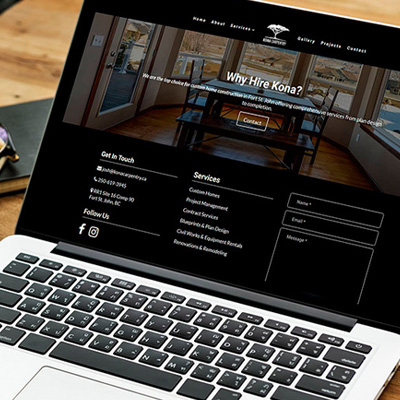 Home About Services Gallery Projects Contact
Why Hire Kona?
We are the top choice for custom home construction in Fort St. John offering comprehensive services from plan design
to completion.
Contact
Get In Touch
josh@konacarpentry.ca
250-619-3945
RR1 Site 16 Comp 90
Fort St. John, BC
Follow Us
Services
Custom Homes
Project Management
Contract Services
Blueprints & Plan Design
Civil Works & Equipment Rentals
Renovations & Remodeling
Name *
Email *
Message *